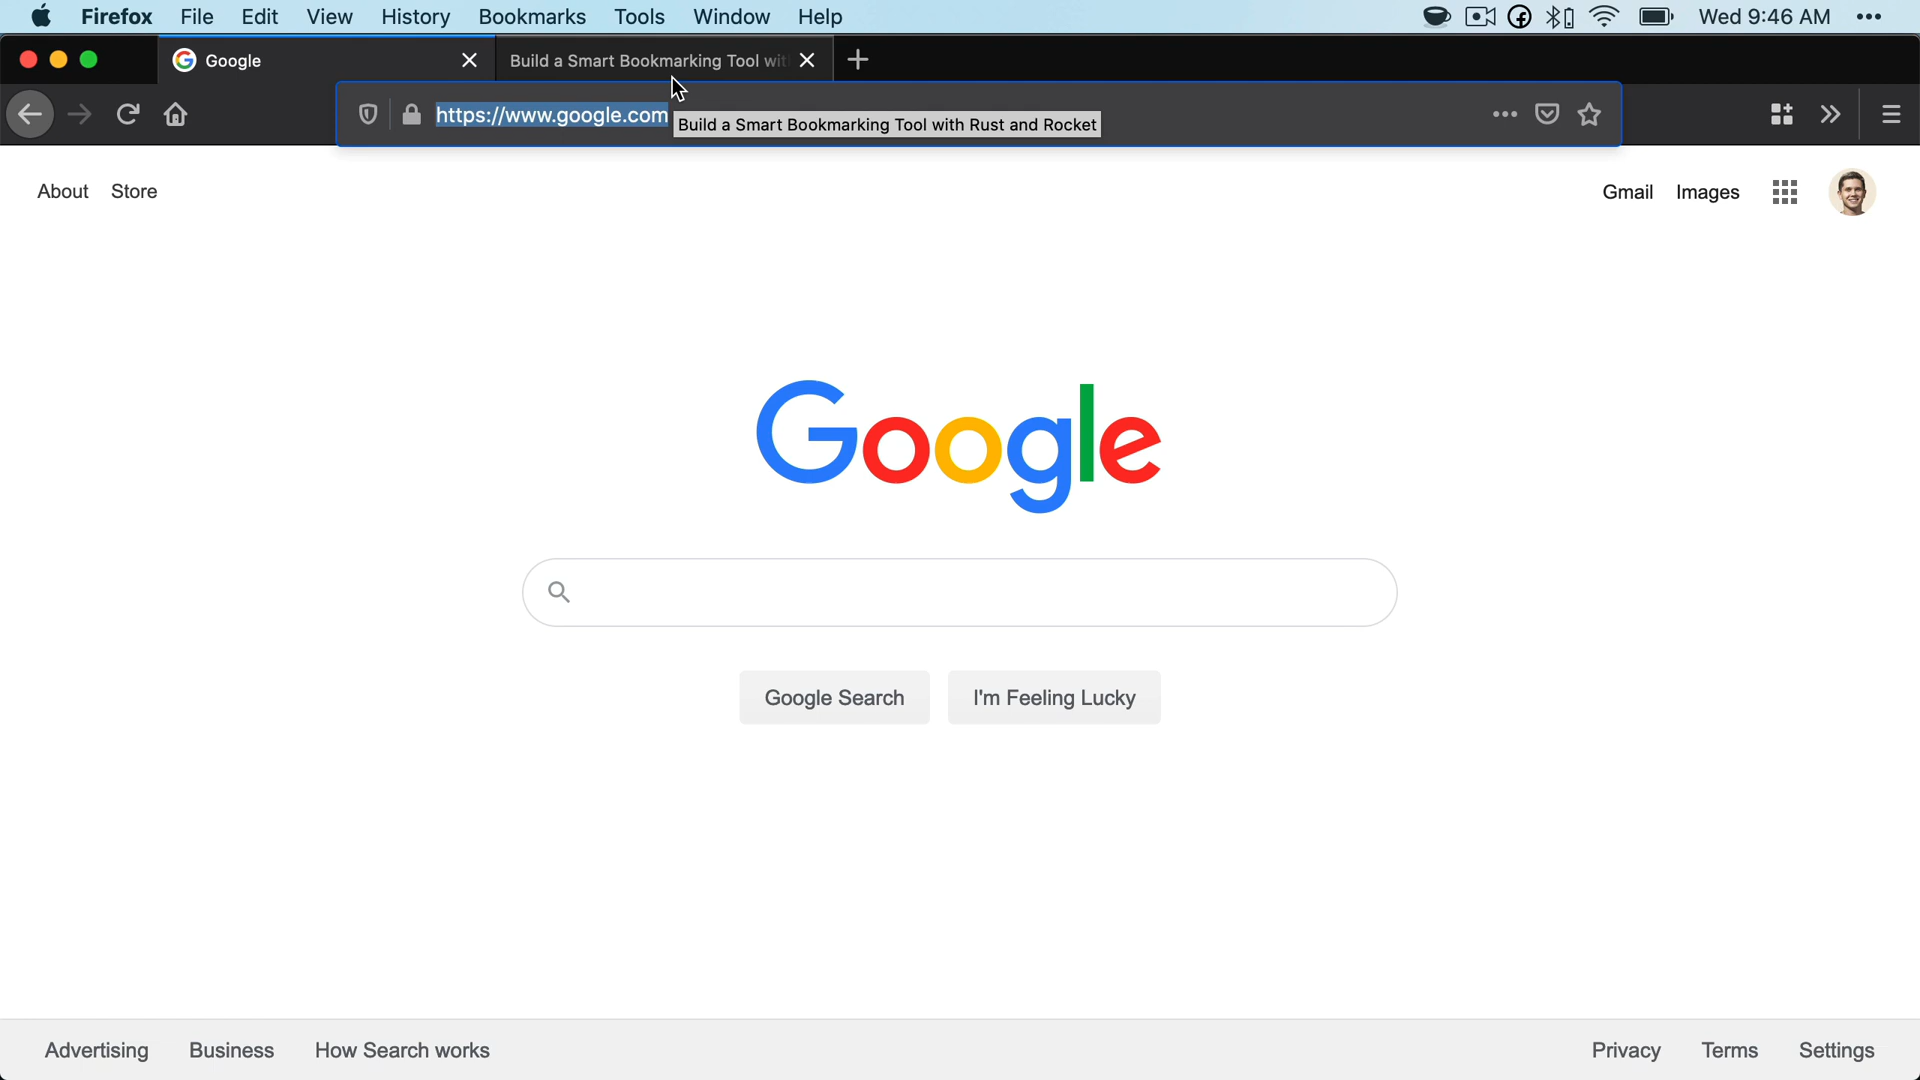 Firefox File Edit View History Bookmarks Tools Window Help Wed 9:46 AM
Google Build a Smart Bookmarking Tool wit
https://www.google.com
Build a Smart Bookmarking Tool with Rust and Rocket
About Store Gmail Images
Google
Google Search I'm Feeling Lucky
Advertising Business How Search works Privacy Terms Settings